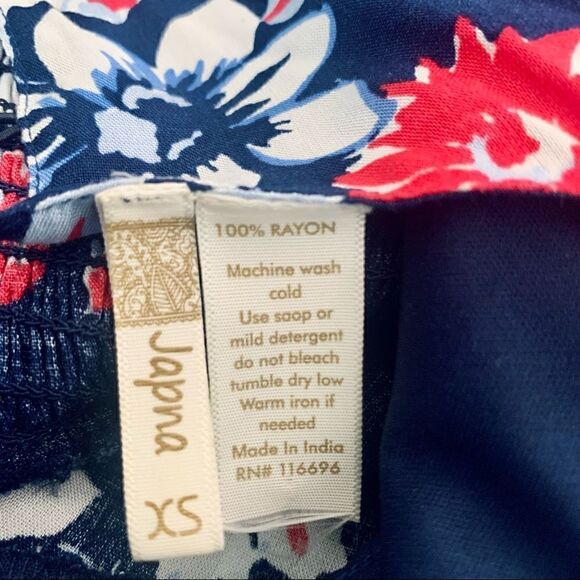 Japna
XS
100% RAYON
Machine wash
cold
Use saop or
mild detergent
do not bleach
tumble dry low
Warm iron if
needed
Made In India
RN# 116696